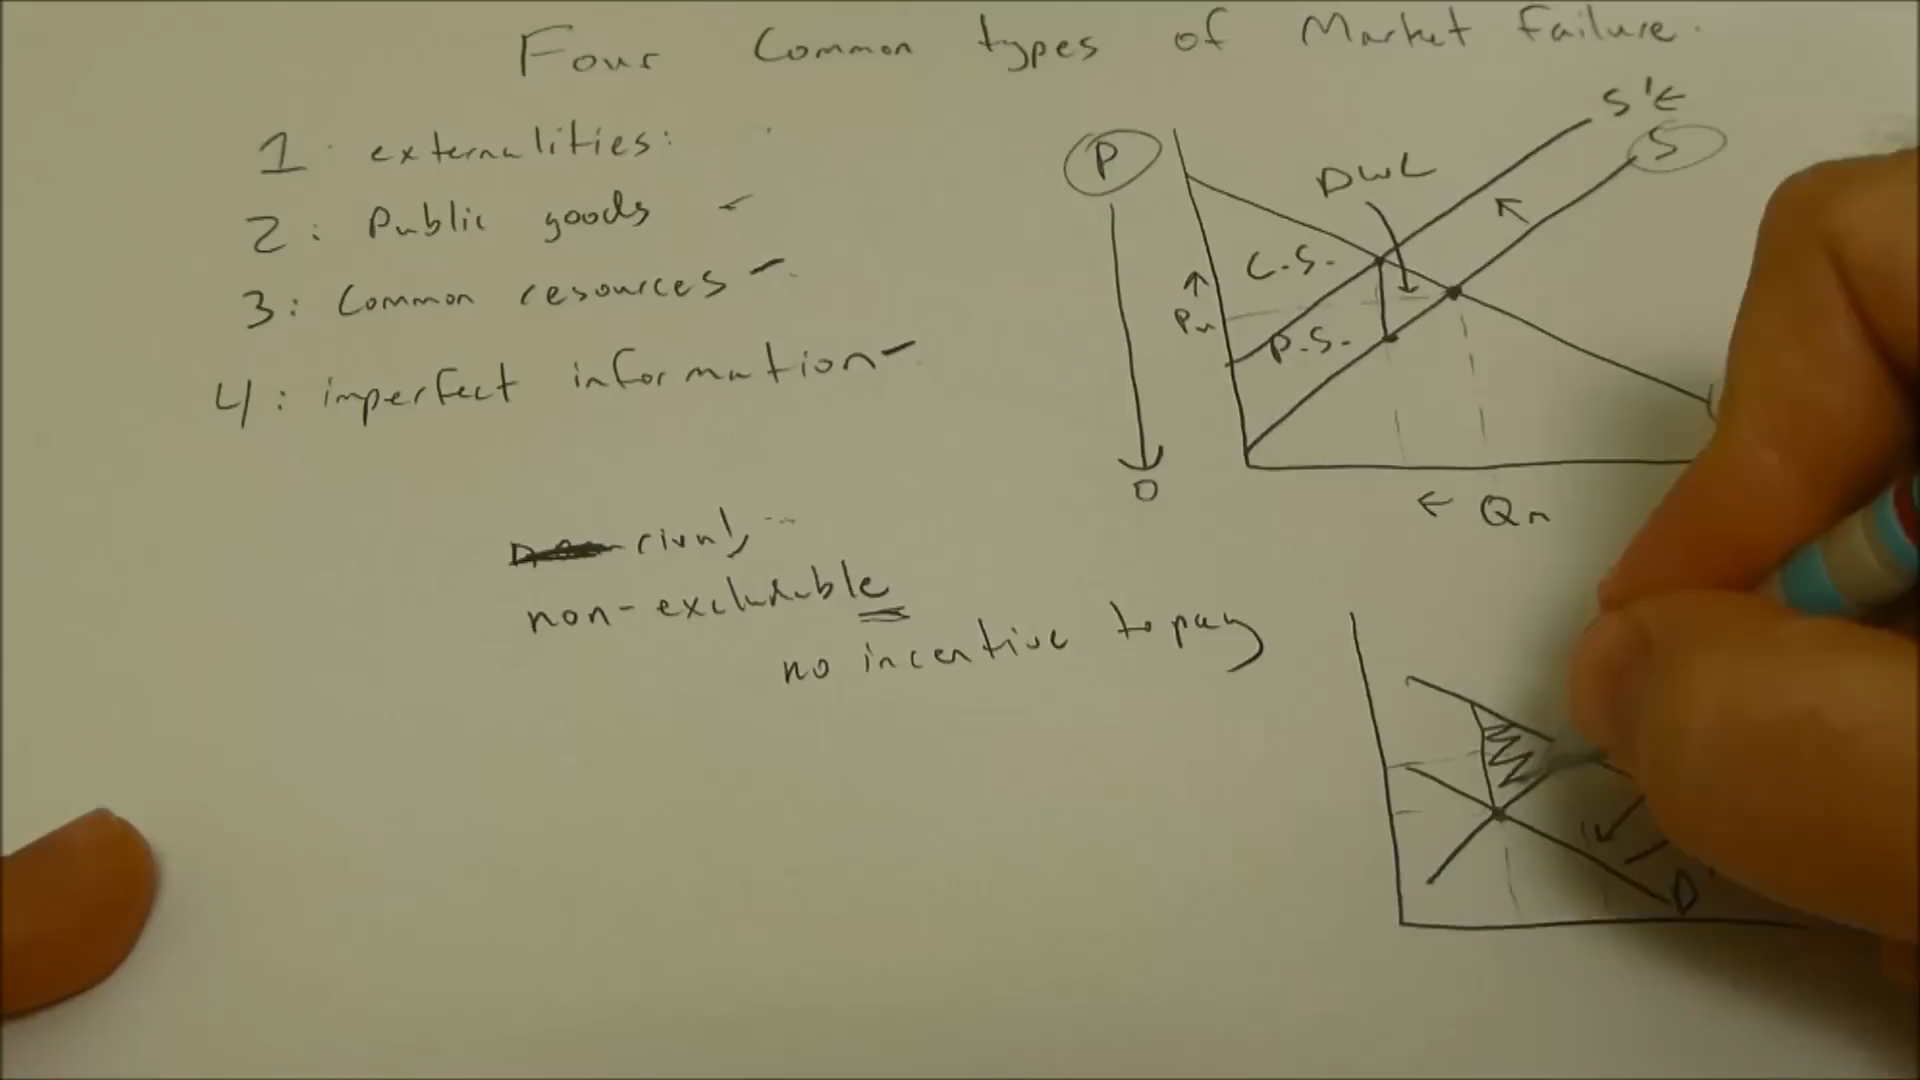 Four Common types of Market failure.
1 externalities:
2: Public goods
3: Common resources
4: imperfect information
rival,
non-excludable
no incentive to pay
P
0
S'
S
DWL
C.S.
P.S.
Pm
Qm
D'